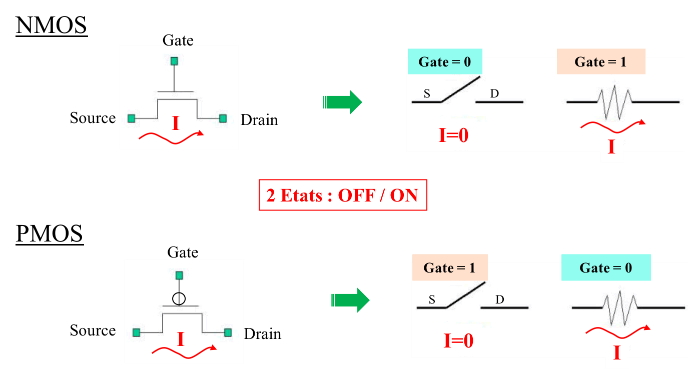 NMOS
Gate
Source
I
Drain
Gate = 0
S
D
I=0
Gate = 1
I
2 Etats : OFF / ON
PMOS
Gate
Source
I
Drain
Gate = 1
S
D
I=0
Gate = 0
I